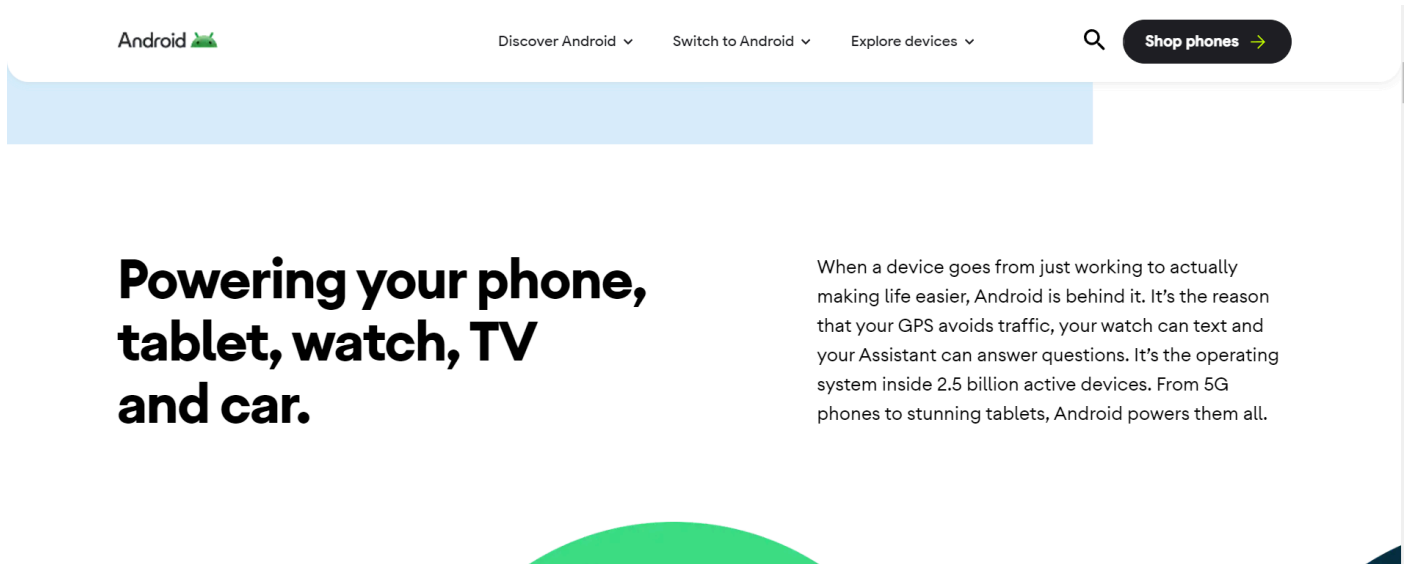 Android
Discover Android
Switch to Android
Explore devices
Shop phones →
Powering your phone,
tablet, watch, TV
and car.
When a device goes from just working to actually
making life easier, Android is behind it. It’s the reason
that your GPS avoids traffic, your watch can text and
your Assistant can answer questions. It’s the operating
system inside 2.5 billion active devices. From 5G
phones to stunning tablets, Android powers them all.